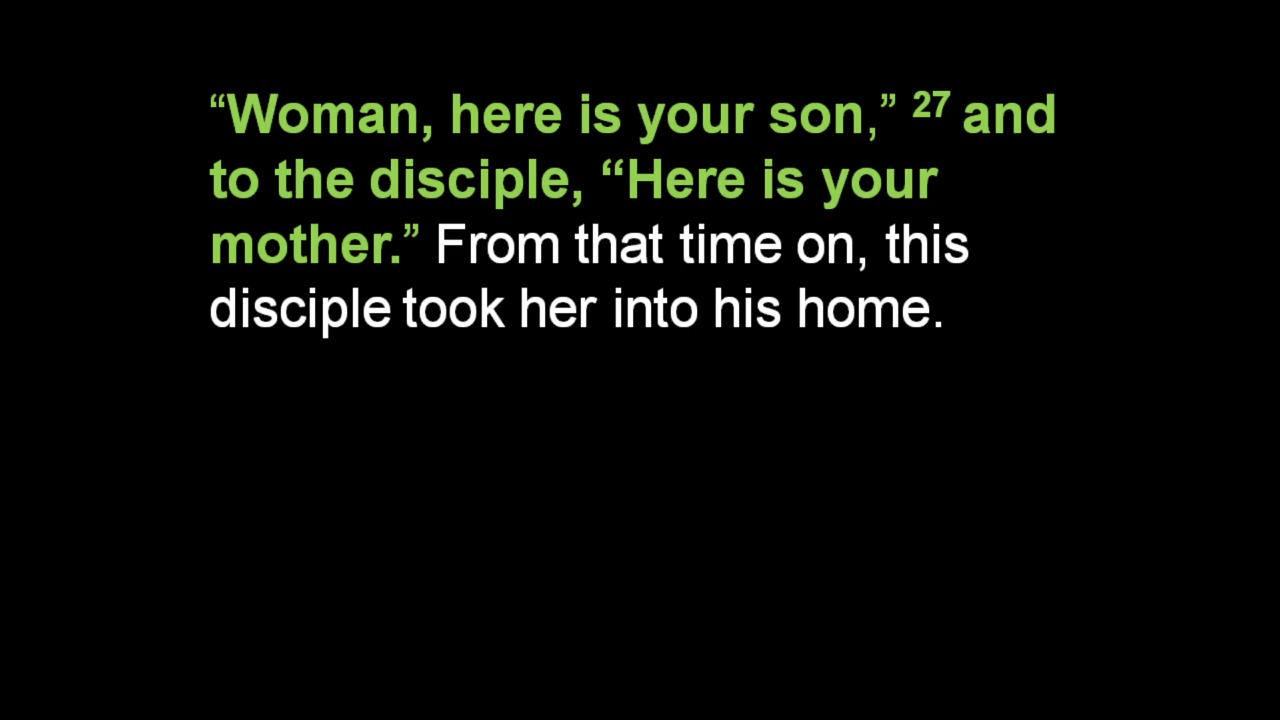 “Woman, here is your son,” 27 and
to the disciple, “Here is your
mother.” From that time on, this
disciple took her into his home.